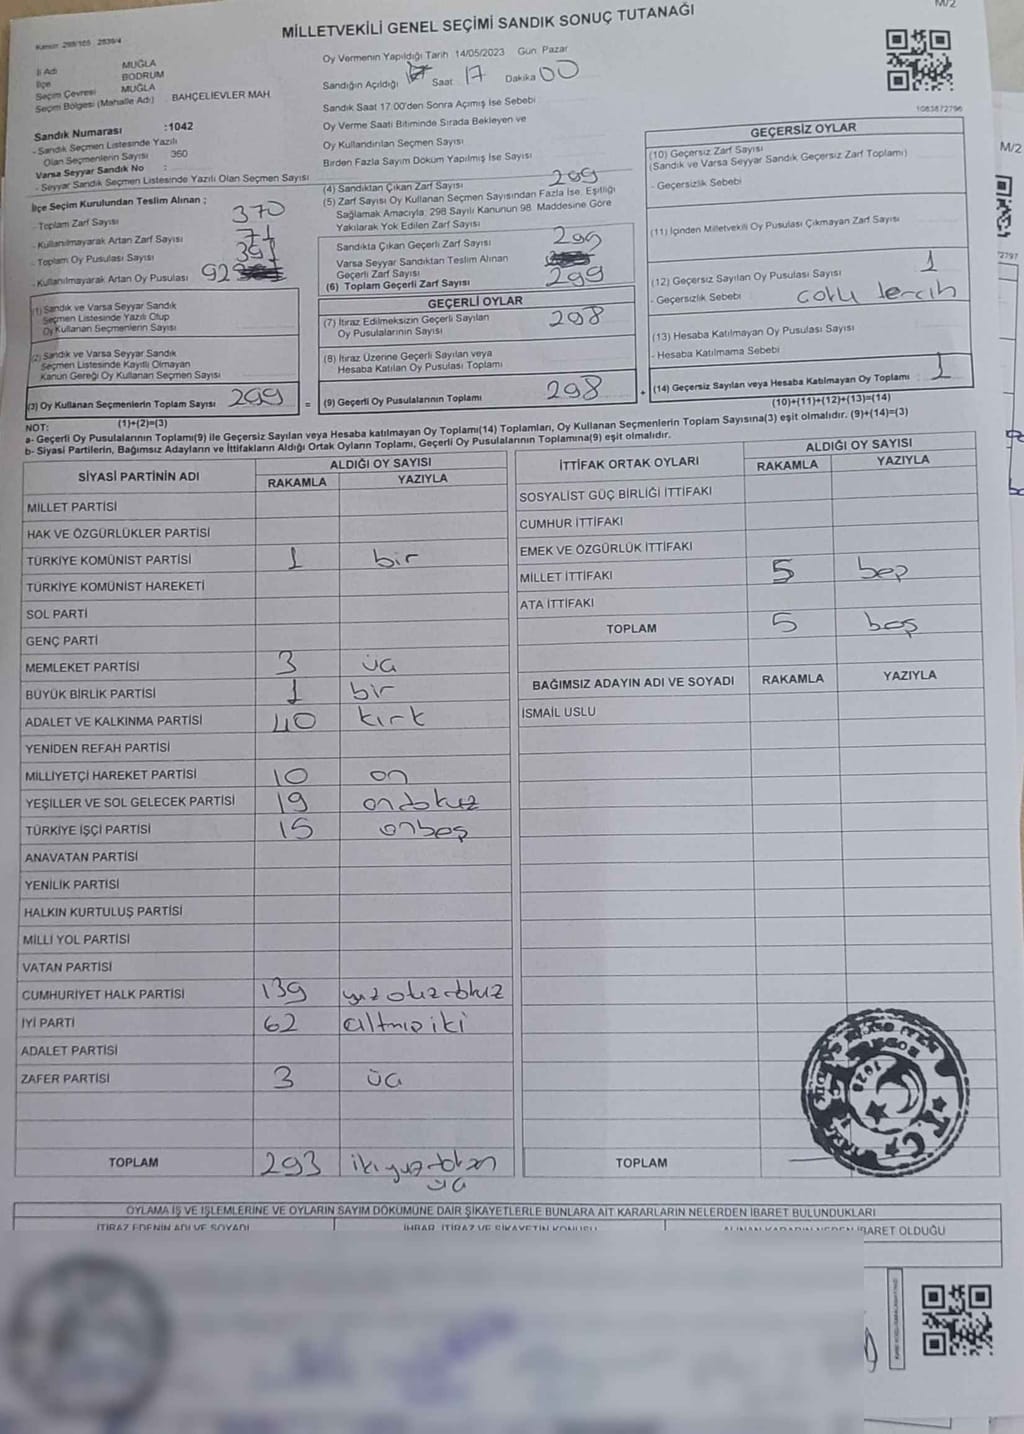 M/2
MİLLETVEKİLİ GENEL SEÇİMİ SANDIK SONUÇ TUTANAĞI
Kanun: 298/105 2839/4
İl Adı MUĞLA
İlçe BODRUM
Seçim Çevresi MUĞLA
Seçim Bölgesi (Mahalle Adı) BAHÇELİEVLER MAH.
Sandık Numarası :1042
- Sandık Seçmen Listesinde Yazılı
Olan Seçmenlerin Sayısı 360
Varsa Seyyar Sandık No :
- Seyyar Sandık Seçmen Listesinde Yazılı Olan Seçmen Sayısı
Oy Vermenin Yapıldığı Tarih 14/05/2023 Gün Pazar
Sandığın Açıldığı Saat 17 Dakika 00
Sandık Saat 17.00'den Sonra Açımış İse Sebebi
Oy Verme Saati Bitiminde Sırada Bekleyen ve
Oy Kullandırılan Seçmen Sayısı
Birden Fazla Sayım Döküm Yapılmış İse Sayısı
1083872796
İlçe Seçim Kurulundan Teslim Alınan ;
- Toplam Zarf Sayısı 370
- Kullanılmayarak Artan Zarf Sayısı 71
- Toplam Oy Pusulası Sayısı 391
- Kullanılmayarak Artan Oy Pusulası 92
(4) Sandıktan Çıkan Zarf Sayısı 299
(5) Zarf Sayısı Oy Kullanan Seçmen Sayısından Fazla İse, Eşitliği
Sağlamak Amacıyla, 298 Sayılı Kanunun 98. Maddesine Göre
Yakılarak Yok Edilen Zarf Sayısı
Sandıkta Çıkan Geçerli Zarf Sayısı 299
Varsa Seyyar Sandıktan Teslim Alınan
Geçerli Zarf Sayısı
(6) Toplam Geçerli Zarf Sayısı 299
GEÇERLİ OYLAR
(7) İtiraz Edilmeksizin Geçerli Sayılan
Oy Pusulalarının Sayısı 298
(8) İtiraz Üzerine Geçerli Sayılan veya
Hesaba Katılan Oy Pusulası Toplamı
(9) Geçerli Oy Pusulalarının Toplamı 298
GEÇERSİZ OYLAR
(10) Geçersiz Zarf Sayısı
(Sandık ve Varsa Seyyar Sandık Geçersiz Zarf Toplamı)
- Geçersizlik Sebebi
(11) İçinden Milletvekili Oy Pusulası Çıkmayan Zarf Sayısı
(12) Geçersiz Sayılan Oy Pusulası Sayısı 1
- Geçersizlik Sebebi çoklu tercih
(13) Hesaba Katılmayan Oy Pusulası Sayısı
- Hesaba Katılmama Sebebi
(14) Geçersiz Sayılan veya Hesaba Katılmayan Oy Toplamı : 1
(10)+(11)+(12)+(13)=(14)
(1) Sandık ve Varsa Seyyar Sandık
Seçmen Listesinde Yazılı Olup
Oy Kullanan Seçmenlerin Sayısı
(2) Sandık ve Varsa Seyyar Sandık
Seçmen Listesinde Kayıtlı Olmayan
Kanun Gereği Oy Kullanan Seçmen Sayısı
(3) Oy Kullanan Seçmenlerin Toplam Sayısı 299 =
NOT: (1)+(2)=(3)
a- Geçerli Oy Pusulalarının Toplamı(9) ile Geçersiz Sayılan veya Hesaba katılmayan Oy Toplamı(14) Toplamları, Oy Kullanan Seçmenlerin Toplam Sayısına(3) eşit olmalıdır. (9)+(14)=(3)
b- Siyasi Partilerin, Bağımsız Adayların ve İttifakların Aldığı Ortak Oyların Toplamı, Geçerli Oy Pusulalarının Toplamına(9) eşit olmalıdır.
SİYASİ PARTİNİN ADI ALDIĞI OY SAYISI
RAKAMLA YAZIYLA
MİLLET PARTİSİ
HAK VE ÖZGÜRLÜKLER PARTİSİ
TÜRKİYE KOMÜNİST PARTİSİ 1 bir
TÜRKİYE KOMÜNİST HAREKETİ
SOL PARTİ
GENÇ PARTİ
MEMLEKET PARTİSİ 3 üç
BÜYÜK BİRLİK PARTİSİ 1 bir
ADALET VE KALKINMA PARTİSİ 40 kırk
YENİDEN REFAH PARTİSİ
MİLLİYETÇİ HAREKET PARTİSİ 10 on
YEŞİLLER VE SOL GELECEK PARTİSİ 19 ondokuz
TÜRKİYE İŞÇİ PARTİSİ 15 onbeş
ANAVATAN PARTİSİ
YENİLİK PARTİSİ
HALKIN KURTULUŞ PARTİSİ
MİLLİ YOL PARTİSİ
VATAN PARTİSİ
CUMHURİYET HALK PARTİSİ 139 yüzotuzdokuz
İYİ PARTİ 62 altmışiki
ADALET PARTİSİ
ZAFER PARTİSİ 3 üç
TOPLAM 293 ikiyüzdoksan
üç
İTTİFAK ORTAK OYLARI ALDIĞI OY SAYISI
RAKAMLA YAZIYLA
SOSYALİST GÜÇ BİRLİĞİ İTTİFAKI
CUMHUR İTTİFAKI
EMEK VE ÖZGÜRLÜK İTTİFAKI
MİLLET İTTİFAKI 5 beş
ATA İTTİFAKI
TOPLAM 5 beş
BAĞIMSIZ ADAYIN ADI VE SOYADI RAKAMLA YAZIYLA
İSMAİL USLU
TOPLAM
T.C.
OYLAMA İŞ VE İŞLEMLERİNE VE OYLARIN SAYIM DÖKÜMÜNE DAİR ŞİKAYETLERLE BUNLARA AİT KARARLARIN NELERDEN İBARET BULUNDUKLARI
İTİRAZ EDENİN ADI VE SOYADI İHBAR, İTİRAZ VE ŞİKAYETİN KONUSU ALINAN KARARIN NEDEN İBARET OLDUĞU
M/2